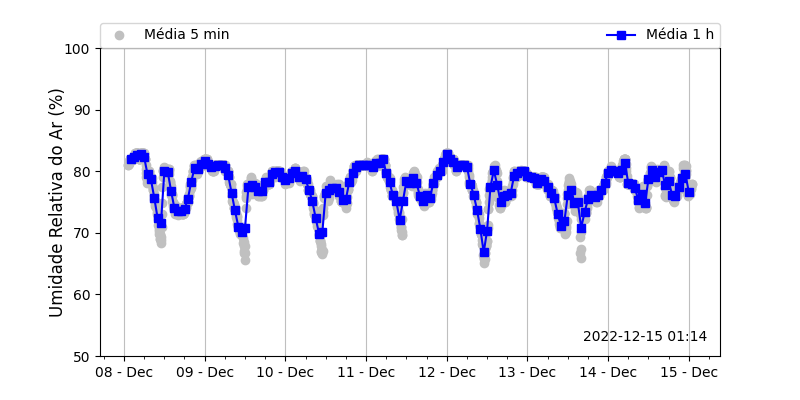 Média 5 min
Média 1 h
Umidade Relativa do Ar (%)
100
90
80
70
60
50
2022-12-15 01:14
08 - Dec
09 - Dec
10 - Dec
11 - Dec
12 - Dec
13 - Dec
14 - Dec
15 - Dec